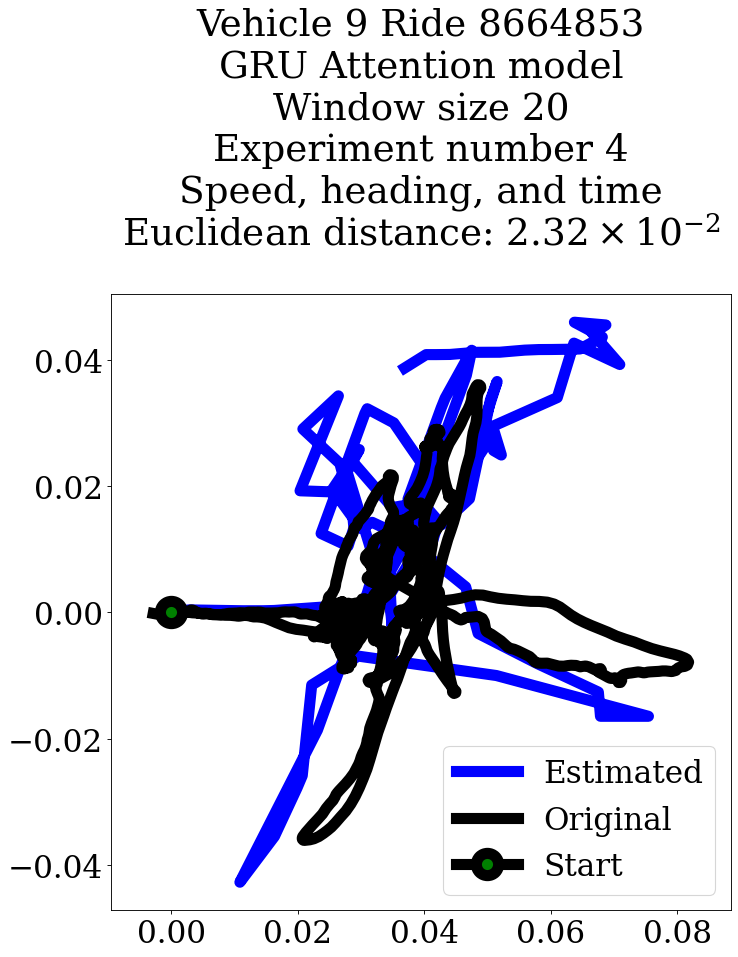 Vehicle 9 Ride 8664853
GRU Attention model
Window size 20
Experiment number 4
Speed, heading, and time
Euclidean distance: 2.32 × 10⁻²
0.04
0.02
0.00
−0.02
−0.04
Estimated
Original
Start
0.00 0.02 0.04 0.06 0.08